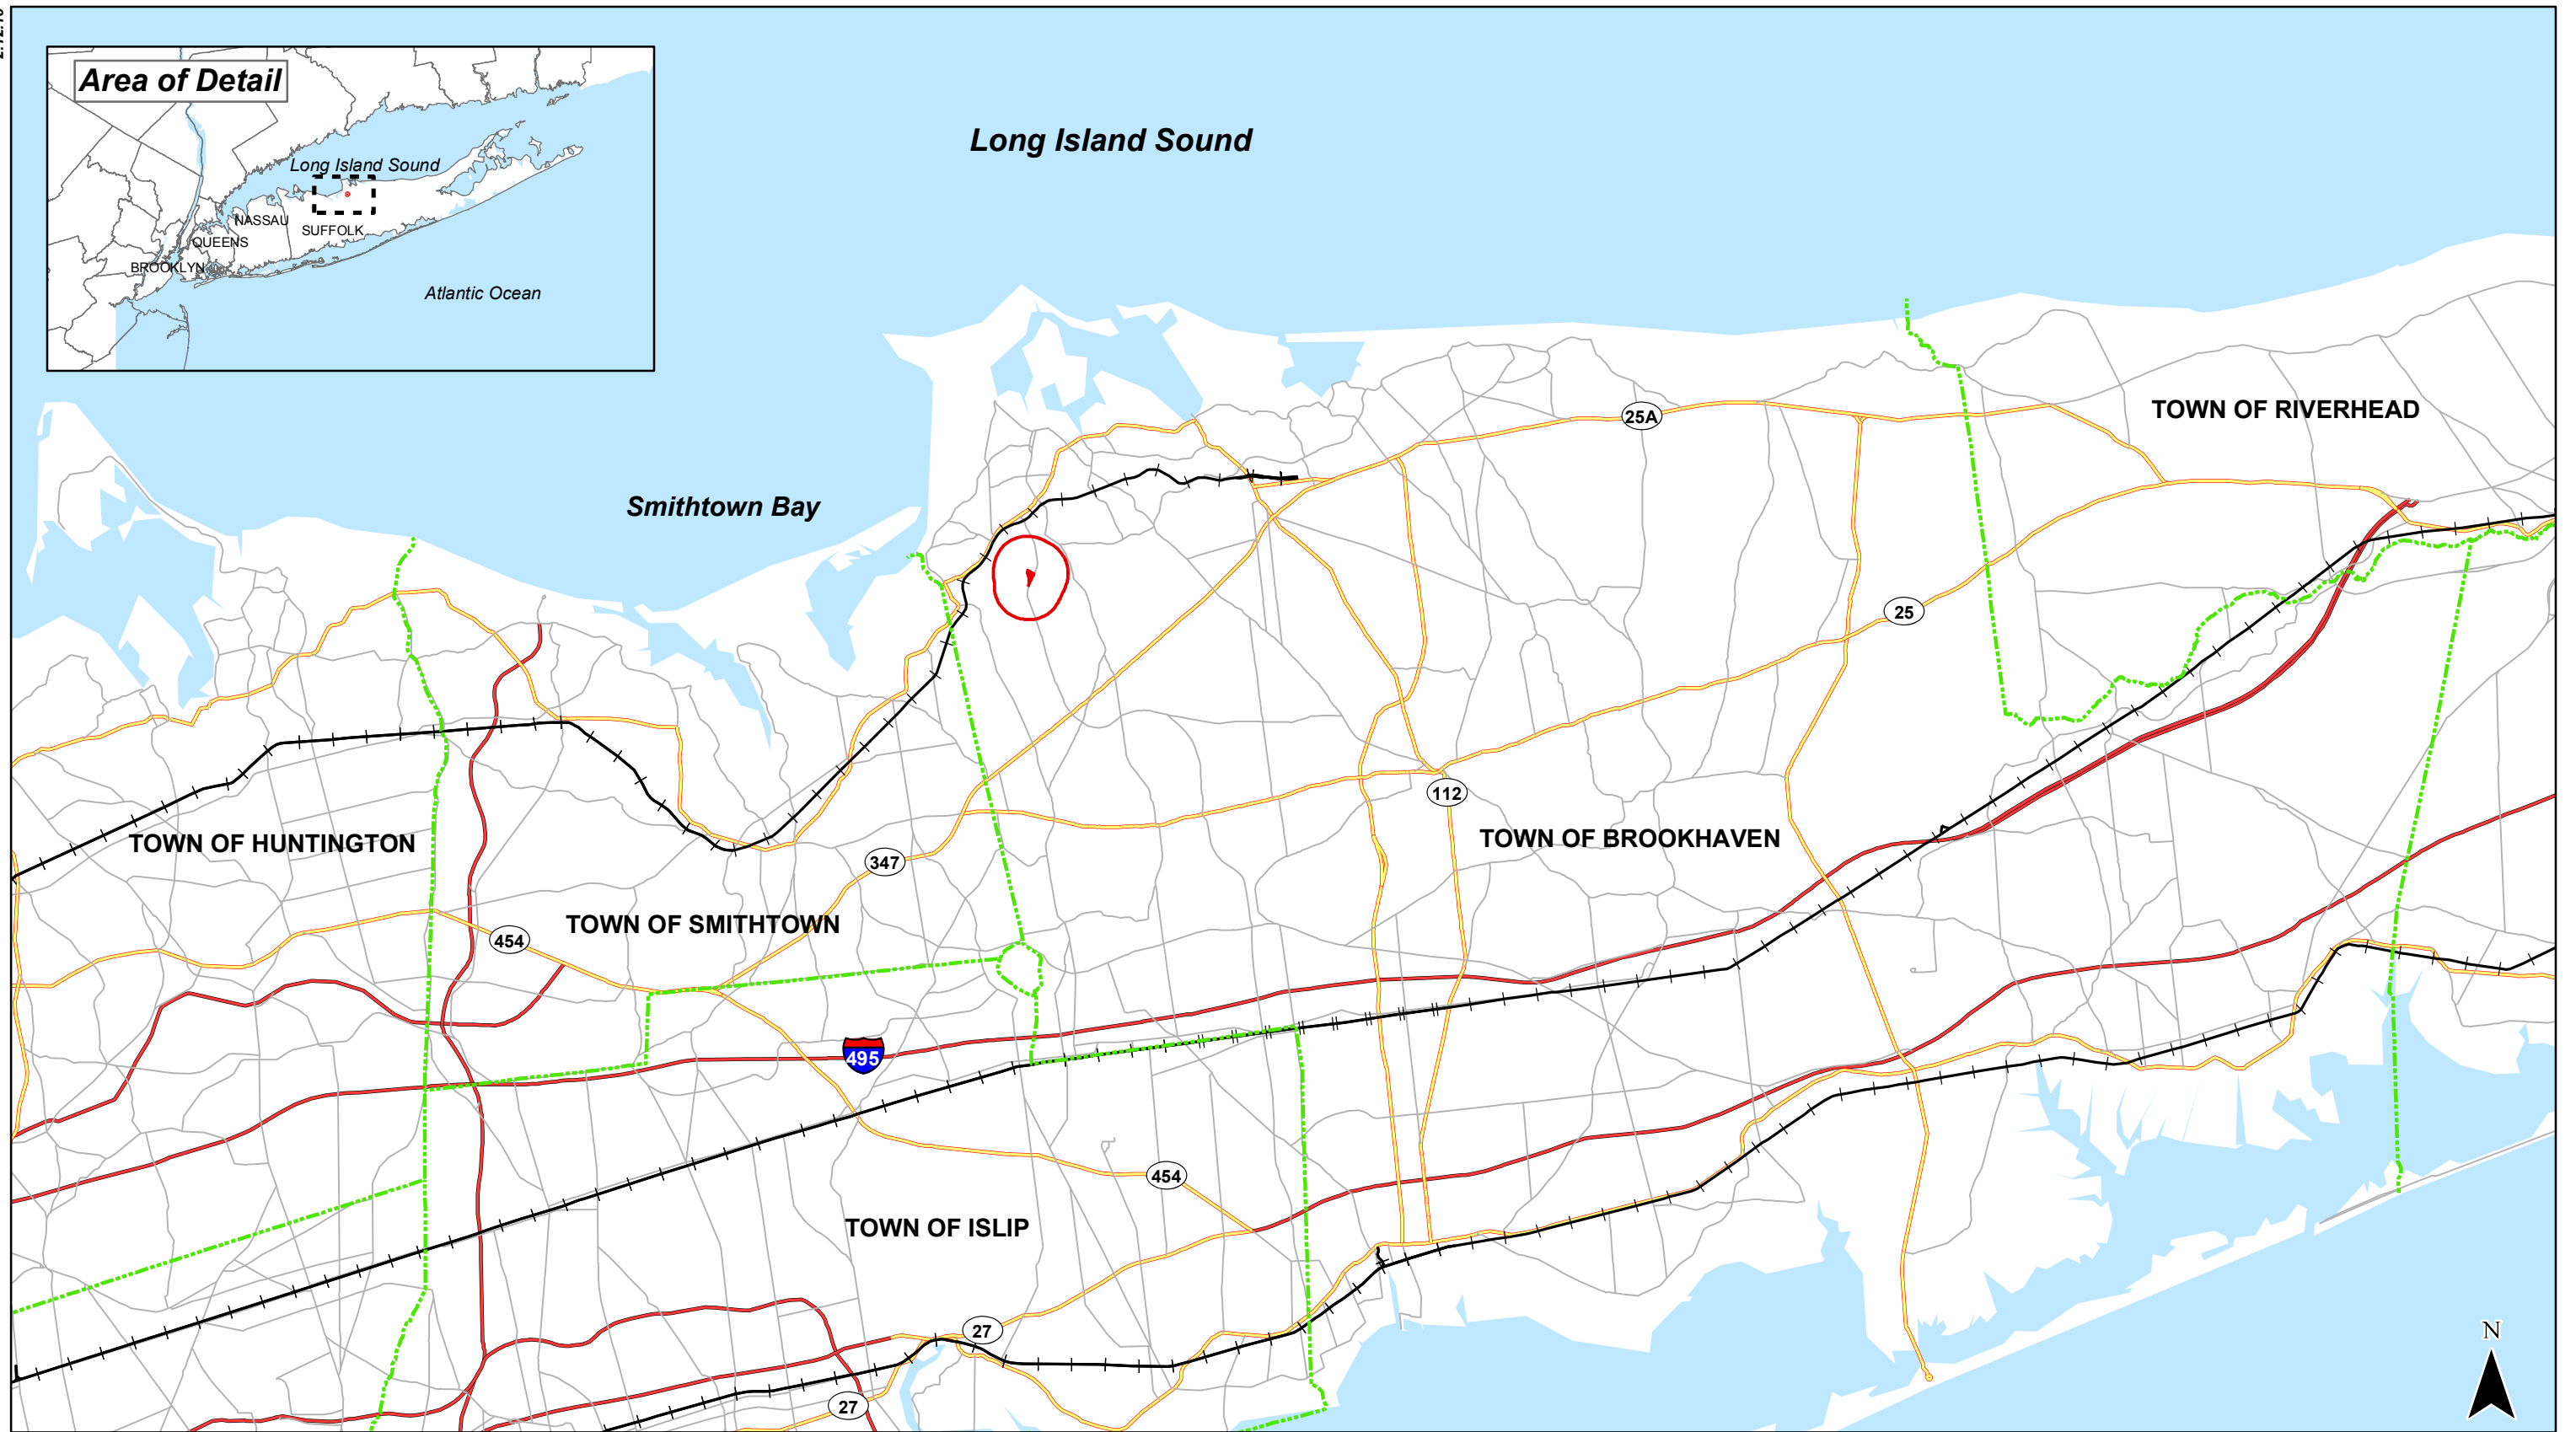 Area of Detail
Long Island Sound
NASSAU
SUFFOLK
QUEENS
BROOKLYN
Atlantic Ocean
Long Island Sound
25A
TOWN OF RIVERHEAD
Smithtown Bay
25
112
TOWN OF BROOKHAVEN
TOWN OF HUNTINGTON
347
TOWN OF SMITHTOWN
454
495
454
TOWN OF ISLIP
27
27
N